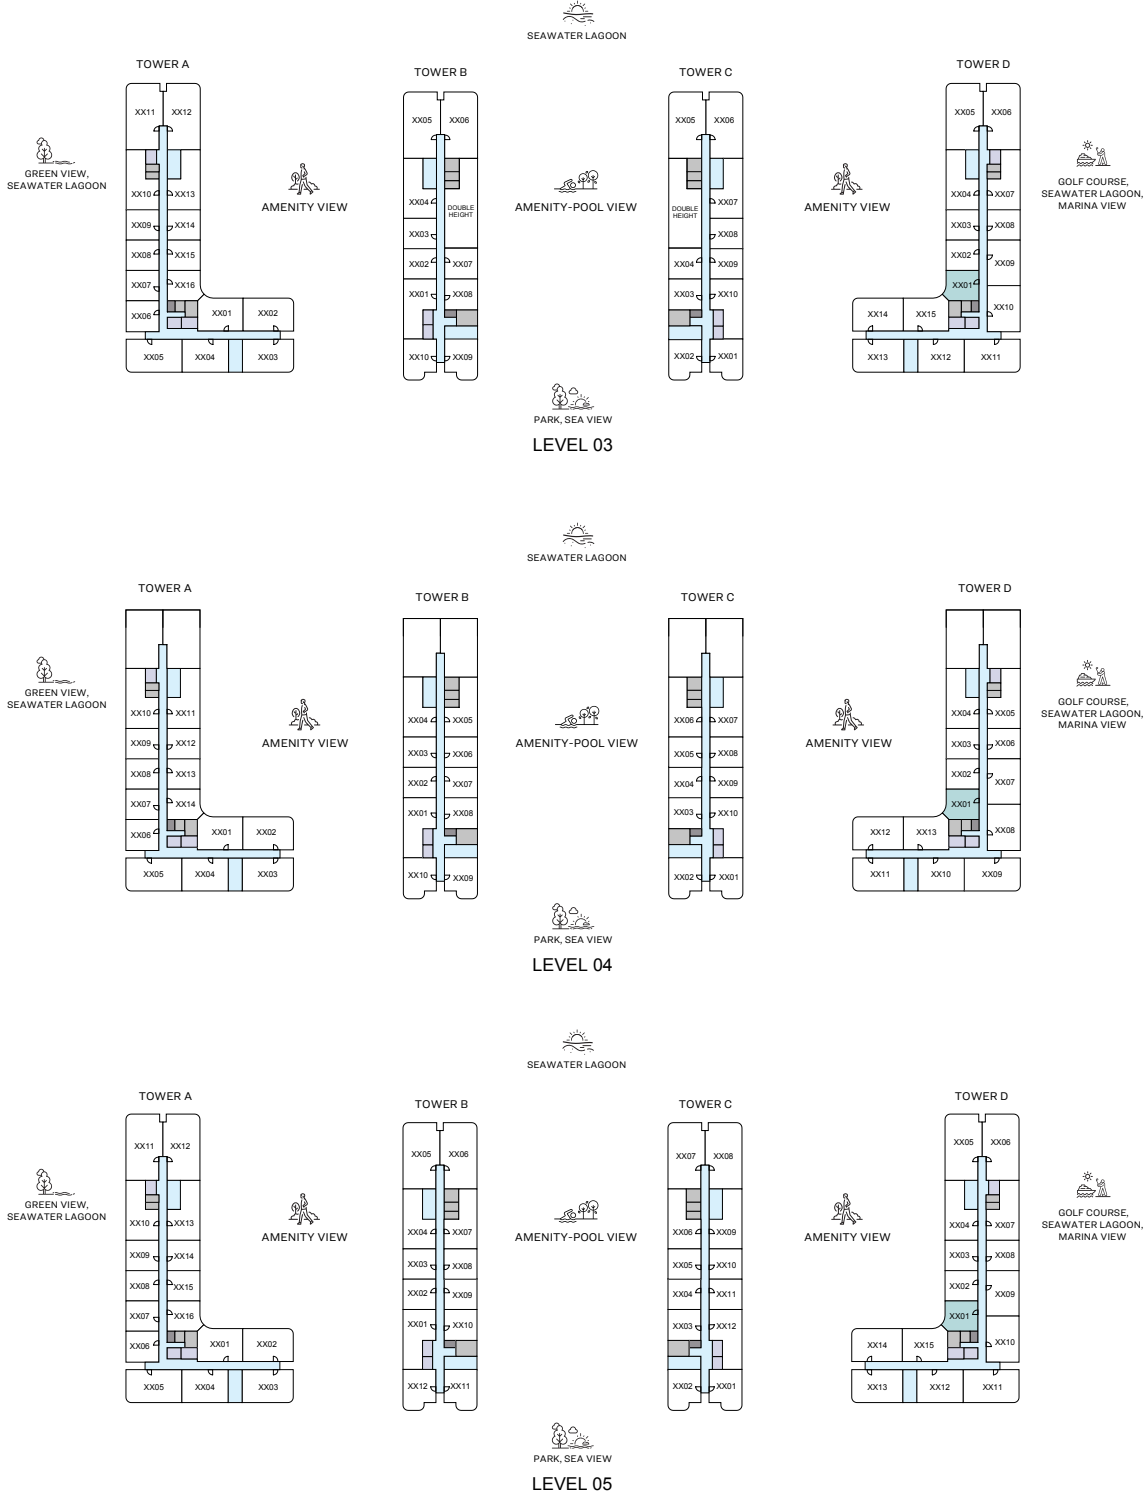 SEAWATER LAGOON
TOWER A
TOWER B
TOWER C
TOWER D
XX11 XX12
XX05 XX06
XX05 XX06
XX05 XX06
GREEN VIEW,
SEAWATER LAGOON
AMENITY VIEW
AMENITY-POOL VIEW
AMENITY VIEW
GOLF COURSE,
SEAWATER LAGOON,
MARINA VIEW
XX10 XX13
XX04 DOUBLE
HEIGHT
DOUBLE
HEIGHT XX07
XX04 XX07
XX09 XX14
XX03
XX08
XX03 XX08
XX08 XX15
XX02 XX07
XX04 XX09
XX02 XX09
XX07 XX16
XX01 XX08
XX03 XX10
XX01 XX10
XX06 XX01 XX02
XX14 XX15
XX05 XX04 XX03
XX10 XX09
XX02 XX01
XX13 XX12 XX11
PARK, SEA VIEW
LEVEL 03
SEAWATER LAGOON
TOWER A
TOWER B
TOWER C
TOWER D
GREEN VIEW,
SEAWATER LAGOON
AMENITY VIEW
AMENITY-POOL VIEW
AMENITY VIEW
GOLF COURSE,
SEAWATER LAGOON,
MARINA VIEW
XX10 XX11
XX04 XX05
XX06 XX07
XX04 XX05
XX09 XX12
XX03 XX06
XX05 XX08
XX03 XX06
XX08 XX13
XX02 XX07
XX04 XX09
XX02 XX07
XX07 XX14
XX01 XX08
XX03 XX10
XX01 XX08
XX06 XX01 XX02
XX12 XX13
XX05 XX04 XX03
XX10 XX09
XX02 XX01
XX11 XX10 XX09
PARK, SEA VIEW
LEVEL 04
SEAWATER LAGOON
TOWER A
TOWER B
TOWER C
TOWER D
XX11 XX12
XX05 XX06
XX07 XX08
XX05 XX06
GREEN VIEW,
SEAWATER LAGOON
AMENITY VIEW
AMENITY-POOL VIEW
AMENITY VIEW
GOLF COURSE,
SEAWATER LAGOON,
MARINA VIEW
XX10 XX13
XX04 XX07
XX06 XX09
XX04 XX07
XX09 XX14
XX03 XX08
XX05 XX10
XX03 XX08
XX08 XX15
XX02 XX09
XX04 XX11
XX02 XX09
XX07 XX16
XX01 XX10
XX03 XX12
XX01 XX10
XX06 XX01 XX02
XX14 XX15
XX05 XX04 XX03
XX12 XX11
XX02 XX01
XX13 XX12 XX11
PARK, SEA VIEW
LEVEL 05